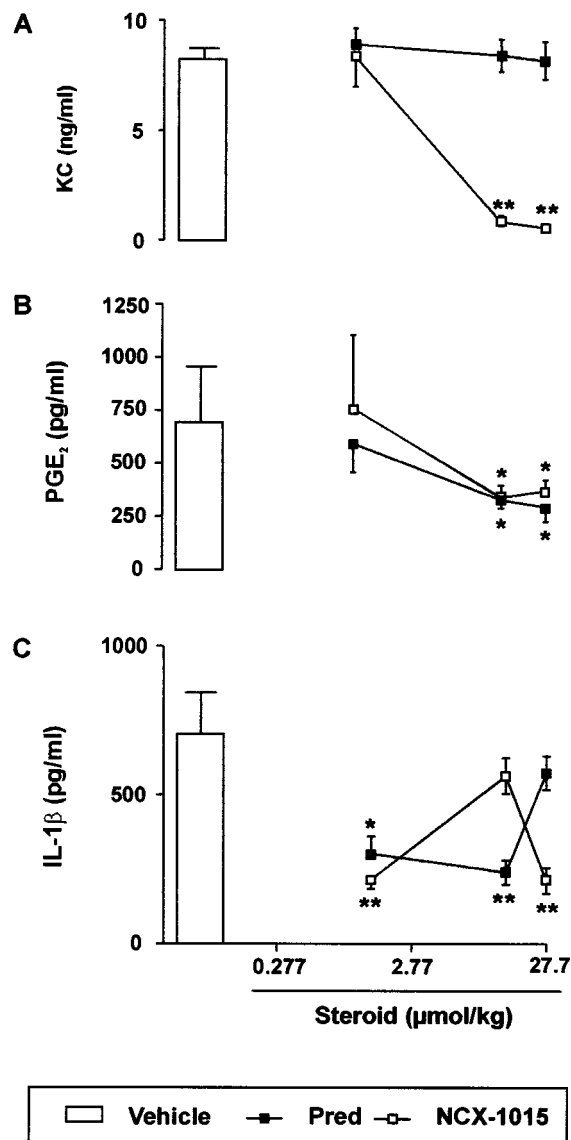 A
KC (ng/ml)
10
5
0
**
**
B
PGE₂ (pg/ml)
1250
1000
750
500
250
0
*
*
*
*
C
IL-1β (pg/ml)
1000
500
0
*
**
**
**
0.277
2.77
27.7
Steroid (µmol/kg)
Vehicle
Pred
NCX-1015